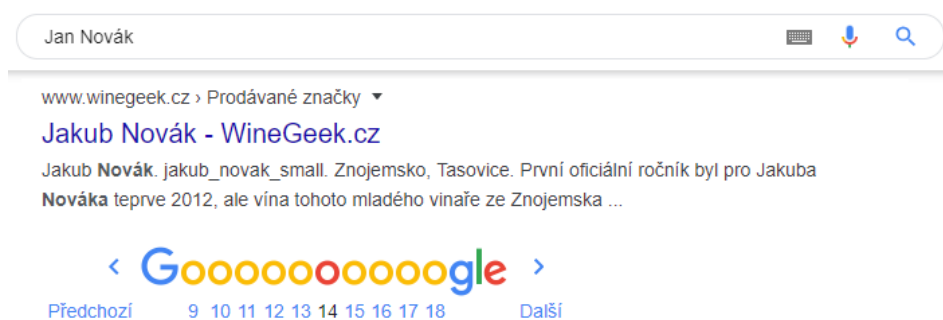 Jan Novák
www.winegeek.cz › Prodávané značky
Jakub Novák - WineGeek.cz
Jakub Novák. jakub_novak_small. Znojemsko, Tasovice. První oficiální ročník byl pro Jakuba
Nováka teprve 2012, ale vína tohoto mladého vinaře ze Znojemska ...
Goooooooooogle
Předchozí 9 10 11 12 13 14 15 16 17 18 Další